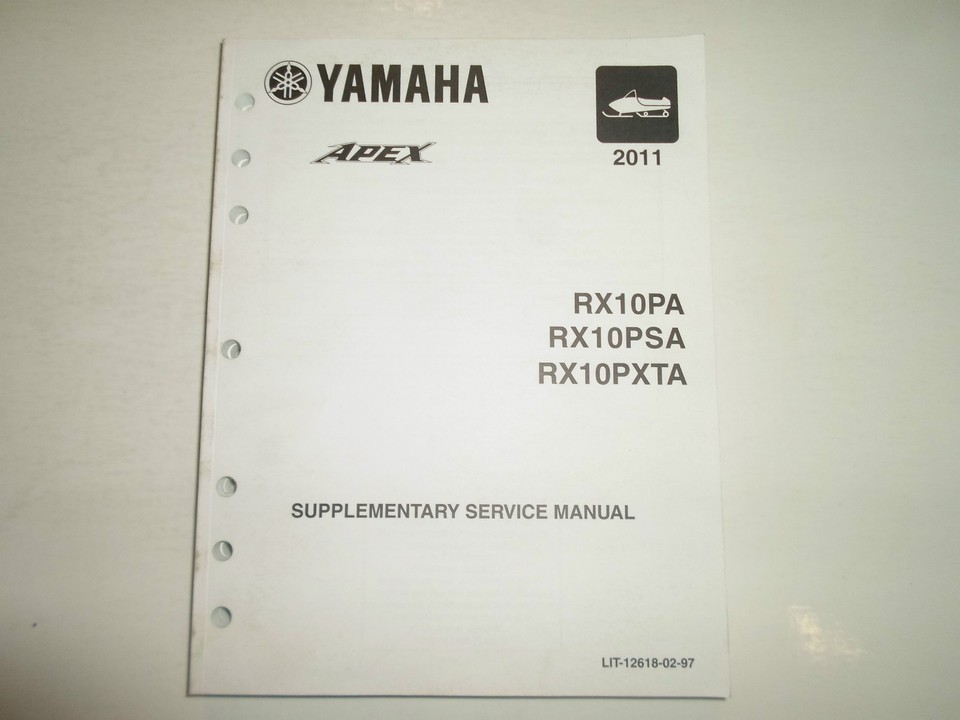 YAMAHA
APEX
2011
RX10PA
RX10PSA
RX10PXTA
SUPPLEMENTARY SERVICE MANUAL
LIT-12618-02-97